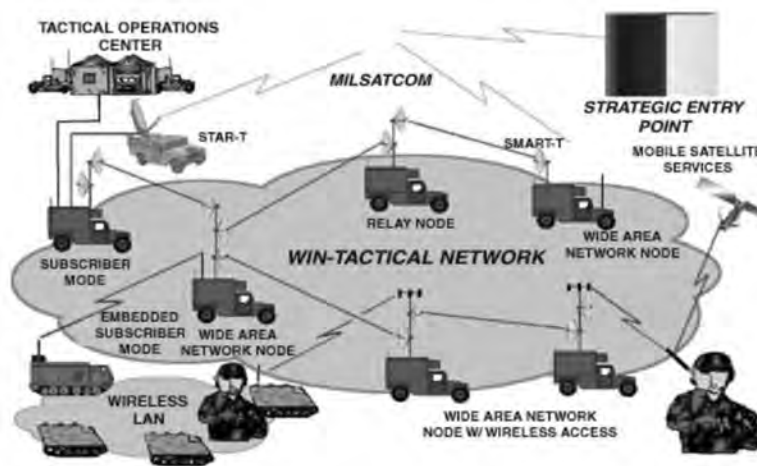 TACTICAL OPERATIONS
CENTER
MILSATCOM
STRATEGIC ENTRY
POINT
STAR-T
SMART-T
MOBILE SATELLITE
SERVICES
RELAY NODE
WIDE AREA
NETWORK NODE
SUBSCRIBER
MODE
WIN-TACTICAL NETWORK
EMBEDDED
SUBSCRIBER
MODE
WIDE AREA
NETWORK NODE
WIRELESS
LAN
WIDE AREA NETWORK
NODE W/ WIRELESS ACCESS